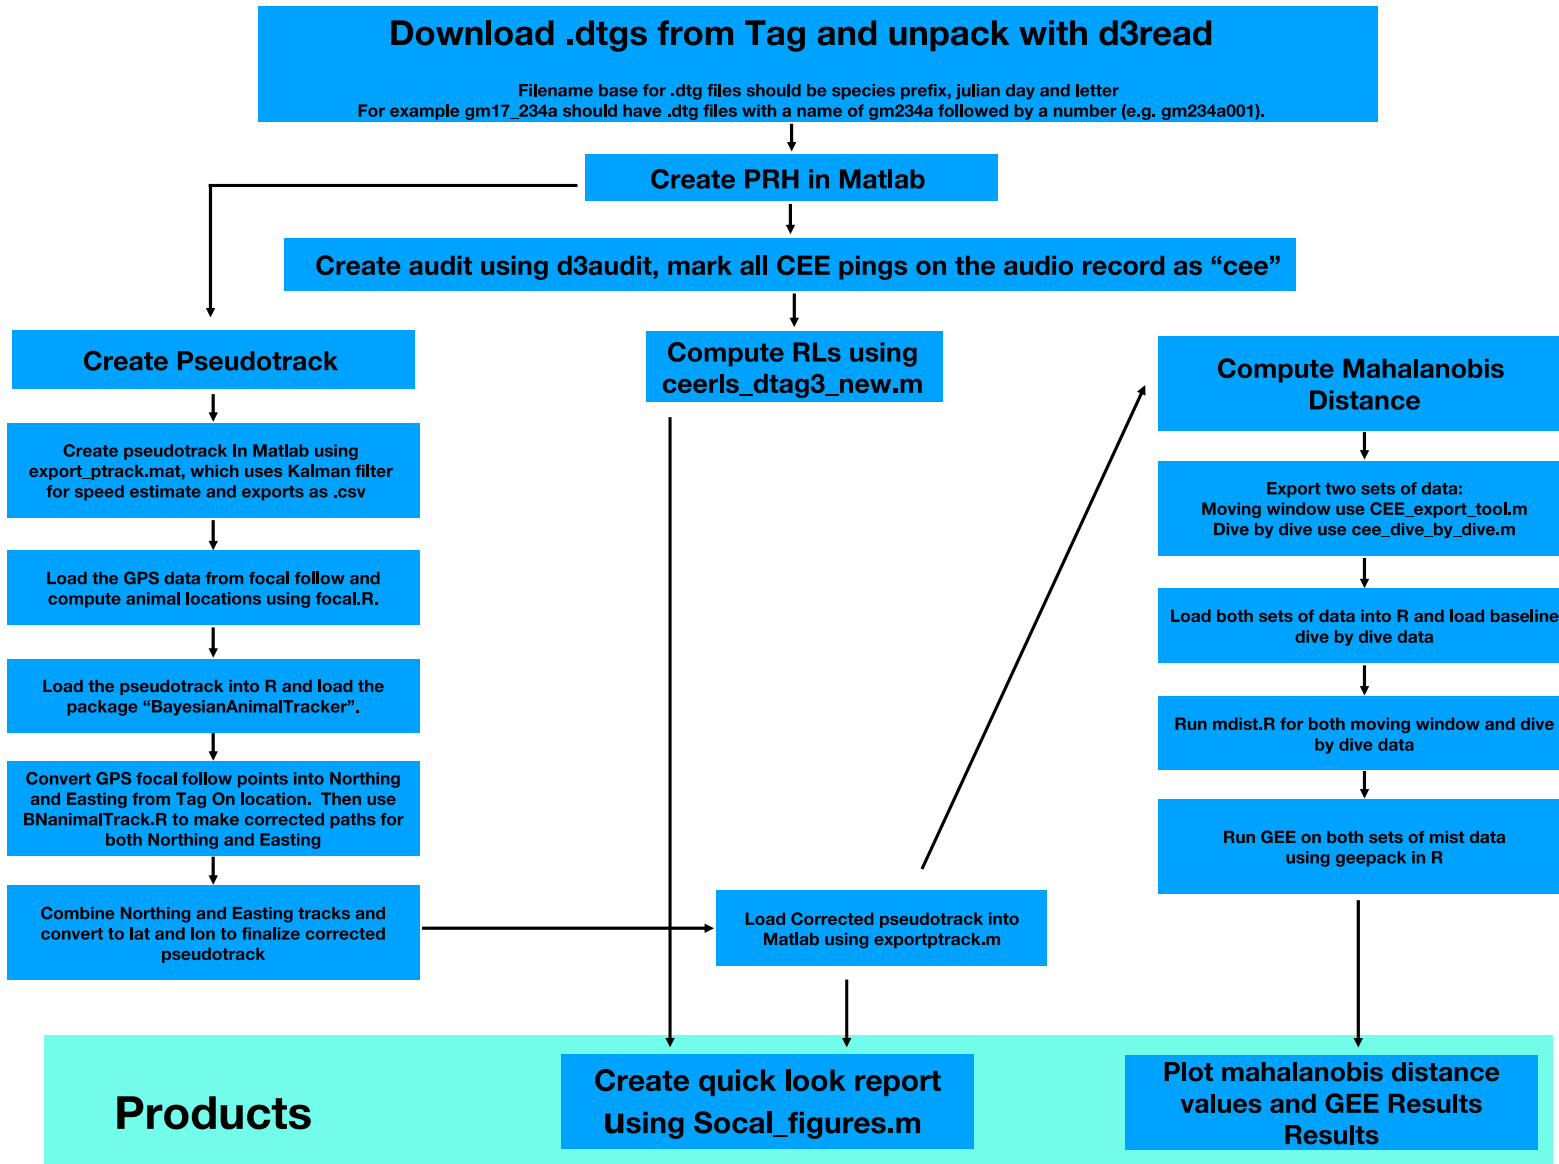 Download .dtgs from Tag and unpack with d3read
Filename base for .dtg files should be species prefix, julian day and letter
For example gm17_234a should have .dtg files with a name of gm234a followed by a number (e.g. gm234a001).
Create PRH in Matlab
Create audit using d3audit, mark all CEE pings on the audio record as “cee”
Create Pseudotrack
Create pseudotrack In Matlab using
export_ptrack.mat, which uses Kalman filter
for speed estimate and exports as .csv
Load the GPS data from focal follow and
compute animal locations using focal.R.
Load the pseudotrack into R and load the
package “BayesianAnimalTracker”.
Convert GPS focal follow points into Northing
and Easting from Tag On location.  Then use
BNanimalTrack.R to make corrected paths for
both Northing and Easting
Combine Northing and Easting tracks and
convert to lat and lon to finalize corrected
pseudotrack
Compute RLs using
ceerls_dtag3_new.m
Load Corrected pseudotrack into
Matlab using exportptrack.m
Compute Mahalanobis
Distance
Export two sets of data:
Moving window use CEE_export_tool.m
Dive by dive use cee_dive_by_dive.m
Load both sets of data into R and load baseline
dive by dive data
Run mdist.R for both moving window and dive
by dive data
Run GEE on both sets of mist data
using geepack in R
Products
Create quick look report
using Socal_figures.m
Plot mahalanobis distance
values and GEE Results
Results